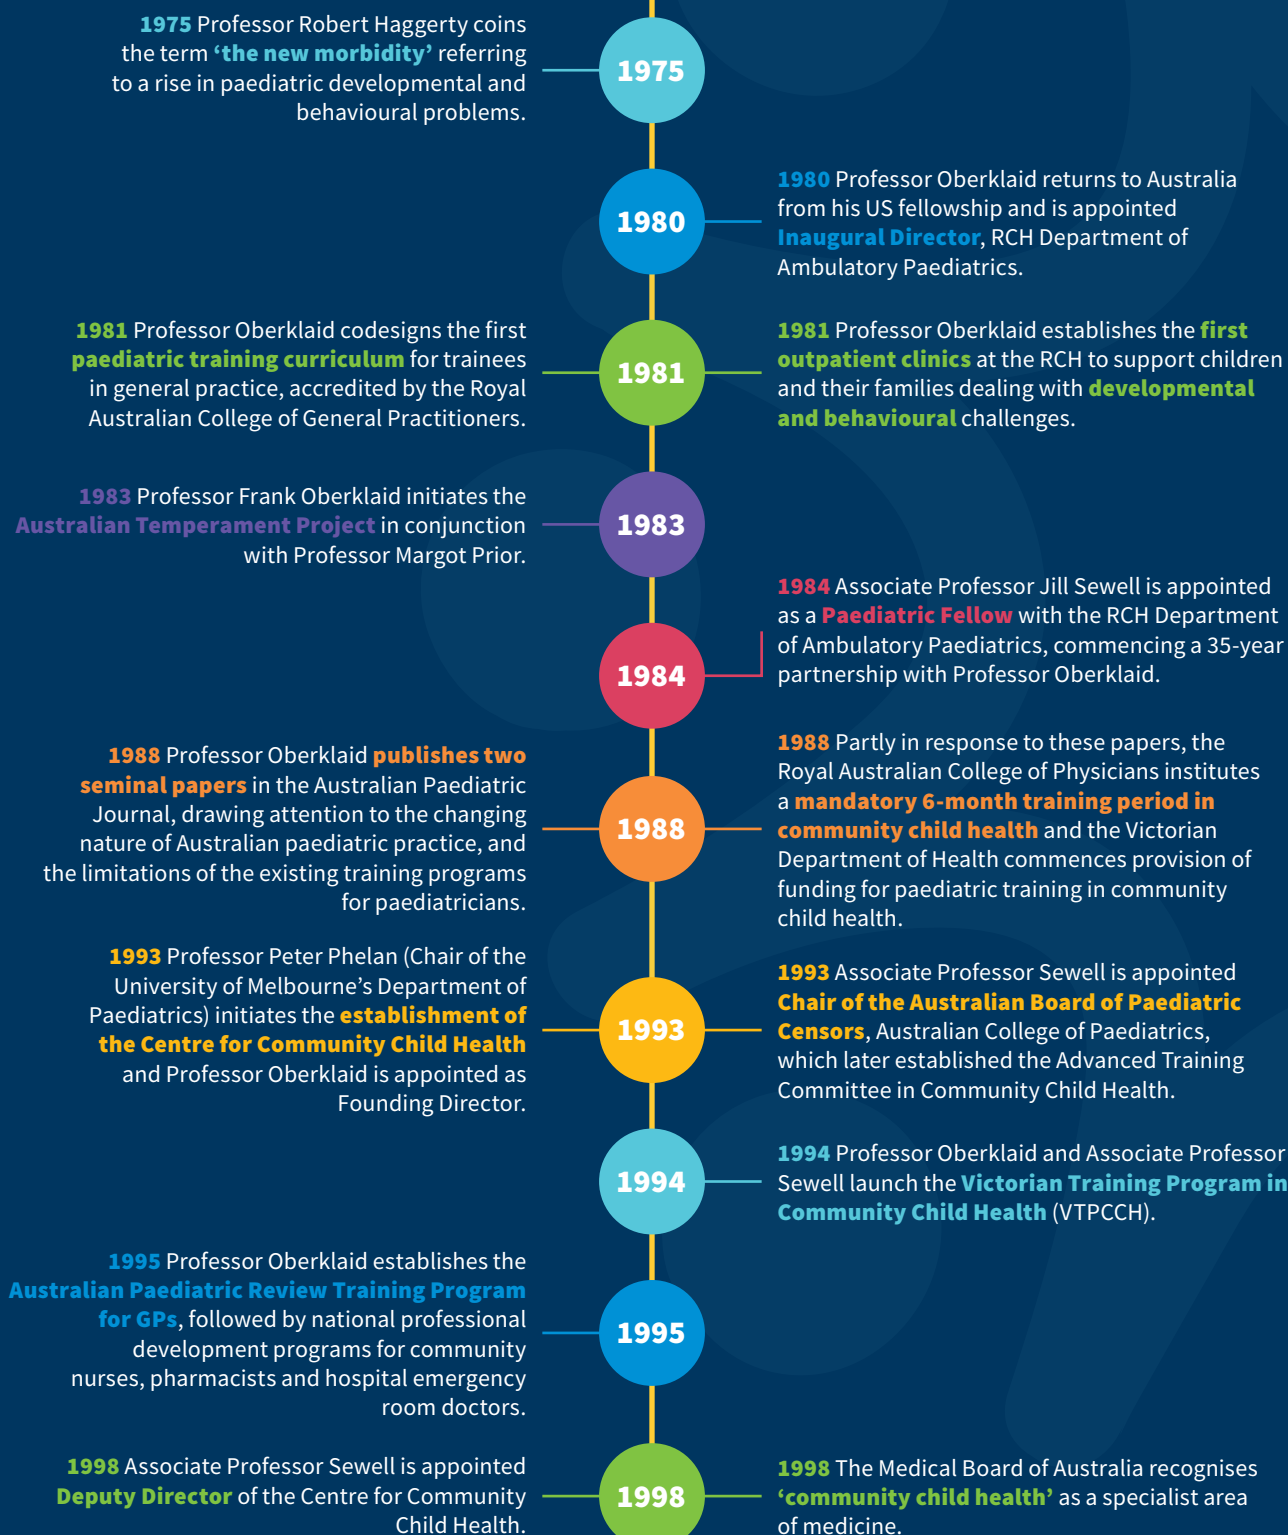 1975 Professor Robert Haggerty coins
the term ‘the new morbidity’ referring
to a rise in paediatric developmental and
behavioural problems.
1975
1980
1980 Professor Oberklaid returns to Australia
from his US fellowship and is appointed
Inaugural Director, RCH Department of
Ambulatory Paediatrics.
1981 Professor Oberklaid codesigns the first
paediatric training curriculum for trainees
in general practice, accredited by the Royal
Australian College of General Practitioners.
1981
1981 Professor Oberklaid establishes the first
outpatient clinics at the RCH to support children
and their families dealing with developmental
and behavioural challenges.
1983 Professor Frank Oberklaid initiates the
Australian Temperament Project in conjunction
with Professor Margot Prior.
1983
1984
1984 Associate Professor Jill Sewell is appointed
as a Paediatric Fellow with the RCH Department
of Ambulatory Paediatrics, commencing a 35-year
partnership with Professor Oberklaid.
1988 Professor Oberklaid publishes two
seminal papers in the Australian Paediatric
Journal, drawing attention to the changing
nature of Australian paediatric practice, and
the limitations of the existing training programs
for paediatricians.
1988
1988 Partly in response to these papers, the
Royal Australian College of Physicians institutes
a mandatory 6-month training period in
community child health and the Victorian
Department of Health commences provision of
funding for paediatric training in community
child health.
1993 Professor Peter Phelan (Chair of the
University of Melbourne’s Department of
Paediatrics) initiates the establishment of
the Centre for Community Child Health
and Professor Oberklaid is appointed as
Founding Director.
1993
1993 Associate Professor Sewell is appointed
Chair of the Australian Board of Paediatric
Censors, Australian College of Paediatrics,
which later established the Advanced Training
Committee in Community Child Health.
1994
1994 Professor Oberklaid and Associate Professor
Sewell launch the Victorian Training Program in
Community Child Health (VTPCCH).
1995 Professor Oberklaid establishes the
Australian Paediatric Review Training Program
for GPs, followed by national professional
development programs for community
nurses, pharmacists and hospital emergency
room doctors.
1995
1998 Associate Professor Sewell is appointed
Deputy Director of the Centre for Community
Child Health.
1998
1998 The Medical Board of Australia recognises
‘community child health’ as a specialist area
of medicine.